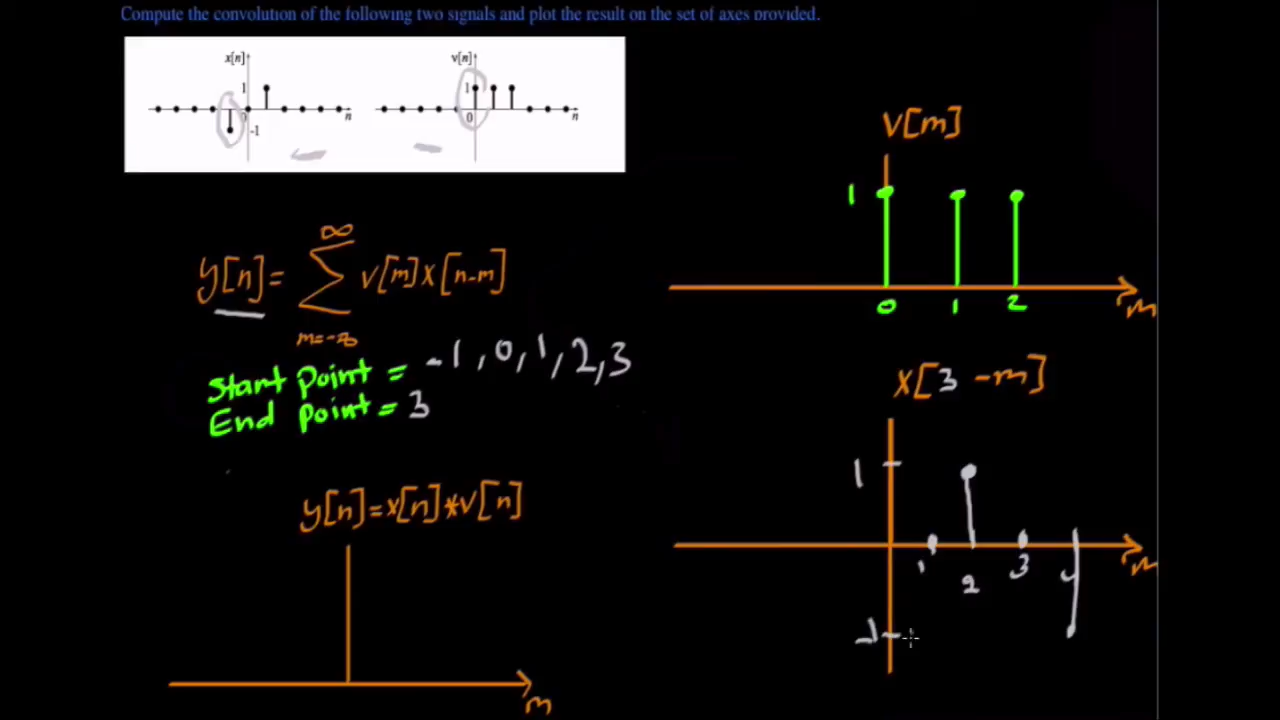 Compute the convolution of the following two signals and plot the result on the set of axes provided.
x[n]
1
0
-1
n
v[n]
1
0
n
y[n] = ∑ v[m] x [n-m]
∞
m=-∞
Start point = -1, 0, 1, 2, 3
End point = 3
y[n] = x[n] * v[n]
m
v[m]
1
0 1 2
m
x[3 -m]
1
1 2 3 4
-1
m